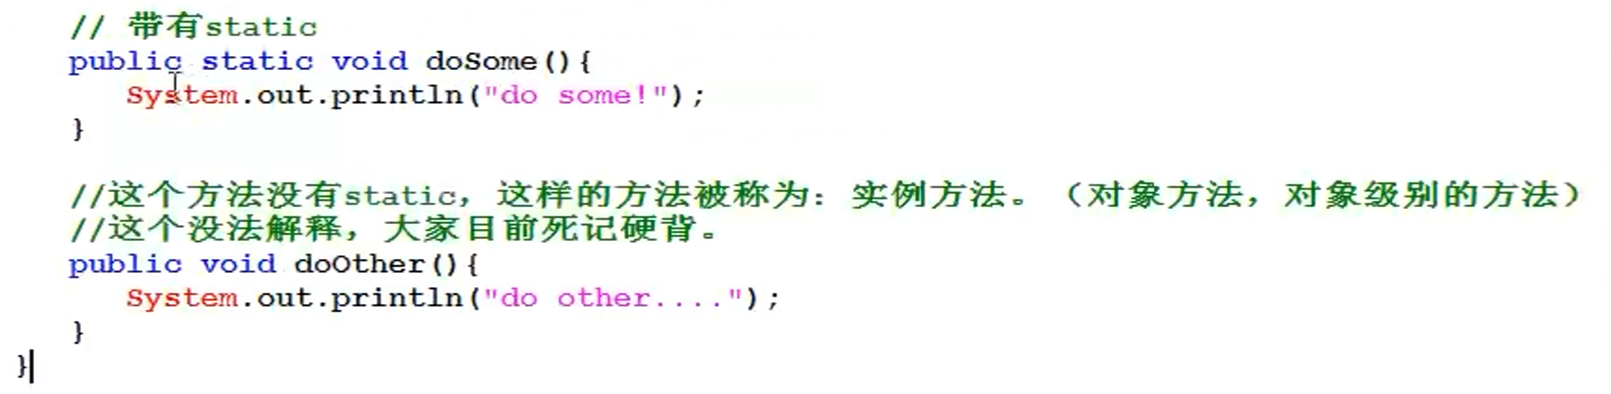 // 带有static
public static void doSome(){
System.out.println("do some!");
}
//这个方法没有static，这样的方法被称为：实例方法。（对象方法，对象级别的方法）
//这个没法解释，大家目前死记硬背。
public void doOther(){
System.out.println("do other....");
}
}